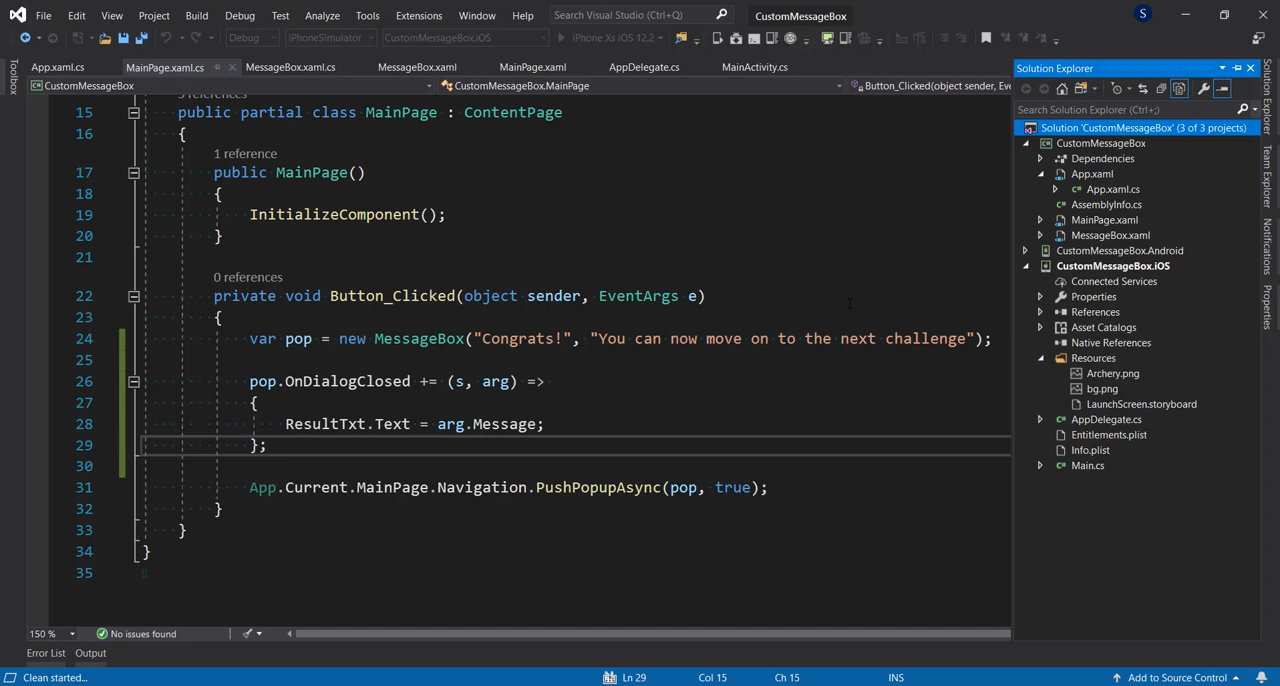 File Edit View Project Build Debug Test Analyze Tools Extensions Window Help Search Visual Studio (Ctrl+Q) CustomMessageBox S
Debug iPhoneSimulator CustomMessageBox.iOS iPhone Xs iOS 12.2
App.xaml.cs MainPage.xaml.cs MessageBox.xaml.cs MessageBox.xaml MainPage.xaml AppDelegate.cs MainActivity.cs
CustomMessageBox CustomMessageBox.MainPage Button_Clicked(object sender, Eve
Toolbox
15 public partial class MainPage : ContentPage
16 {
1 reference
17 public MainPage()
18 {
19 InitializeComponent();
20 }
21
0 references
22 private void Button_Clicked(object sender, EventArgs e)
23 {
24 var pop = new MessageBox("Congrats!", "You can now move on to the next challenge");
25
26 pop.OnDialogClosed += (s, arg) =>
27 {
28 ResultTxt.Text = arg.Message;
29 };
30
31 App.Current.MainPage.Navigation.PushPopupAsync(pop, true);
32 }
33 }
34 }
35
150 % No issues found
Error List Output
Clean started... Ln 29 Col 15 Ch 15 INS Add to Source Control
Solution Explorer
Search Solution Explorer (Ctrl+;)
Solution 'CustomMessageBox' (3 of 3 projects)
CustomMessageBox
Dependencies
App.xaml
App.xaml.cs
AssemblyInfo.cs
MainPage.xaml
MessageBox.xaml
CustomMessageBox.Android
CustomMessageBox.iOS
Connected Services
Properties
References
Asset Catalogs
Native References
Resources
Archery.png
bg.png
LaunchScreen.storyboard
AppDelegate.cs
Entitlements.plist
Info.plist
Main.cs
Solution Explorer
Team Explorer
Notifications
Properties